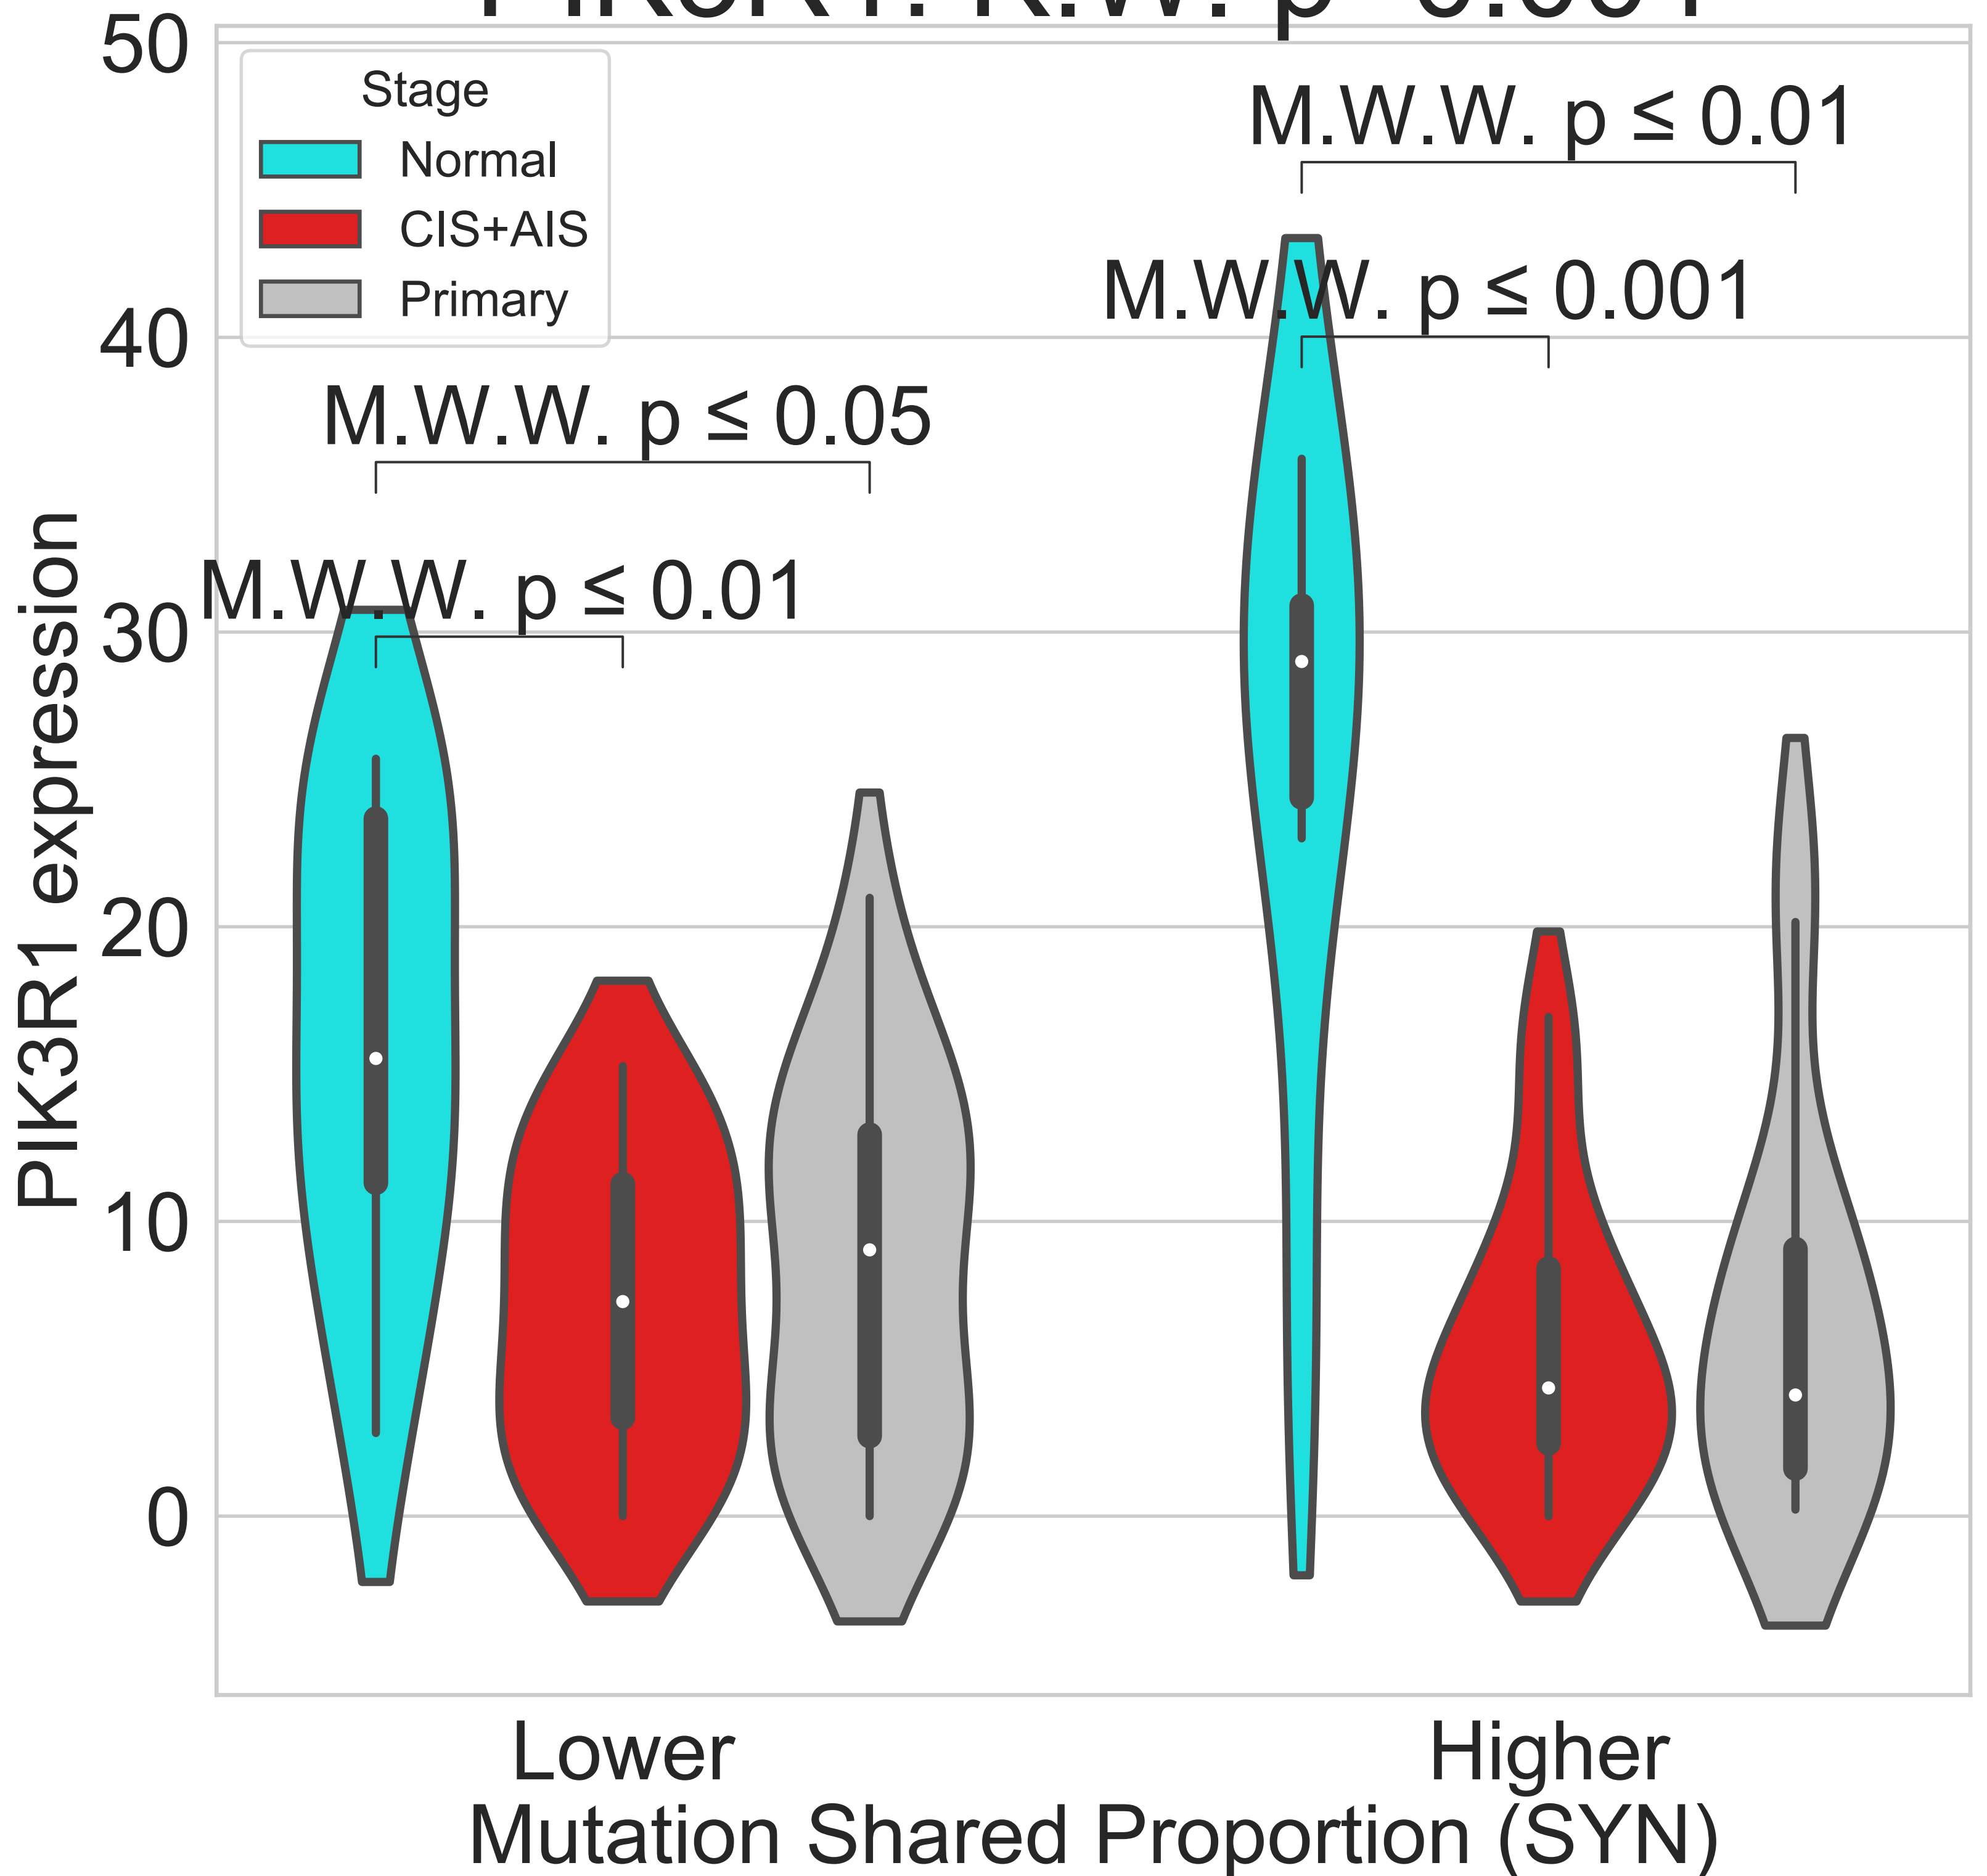 50
Stage
Normal
CIS+AIS
Primary
M.W.W. p ≤ 0.01
M.W.W. p ≤ 0.001
40
M.W.W. p ≤ 0.05
M.W.W. p ≤ 0.01
30
20
10
0
PIK3R1 expression
Lower
Higher
Mutation Shared Proportion (SYN)